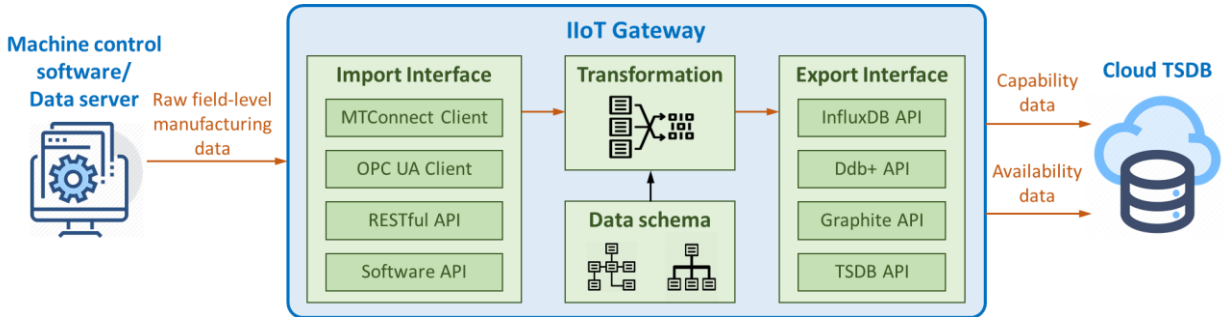 Machine control
software/
Data server
Raw field-level
manufacturing
data
IIoT Gateway
Import Interface
MTConnect Client
OPC UA Client
RESTful API
Software API
Transformation
Data schema
Export Interface
InfluxDB API
Ddb+ API
Graphite API
TSDB API
Capability
data
Availability
data
Cloud TSDB